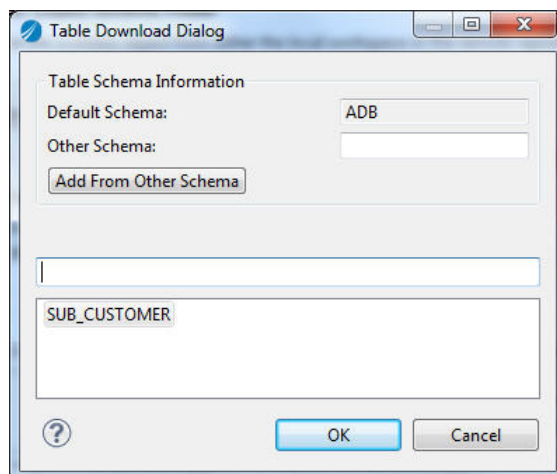 Table Download Dialog
Table Schema Information
Default Schema: ADB
Other Schema:
Add From Other Schema
SUB_CUSTOMER
?
OK Cancel